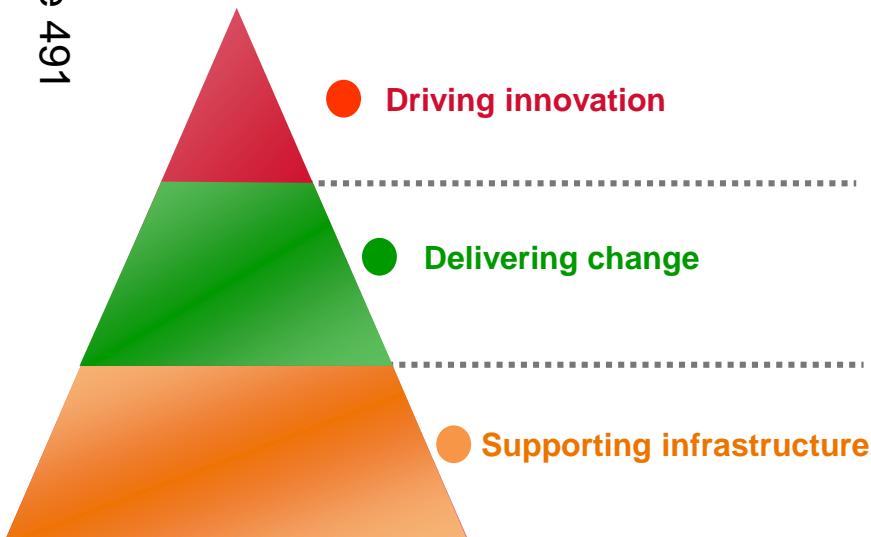 e 491
Driving innovation
Delivering change
Supporting infrastructure